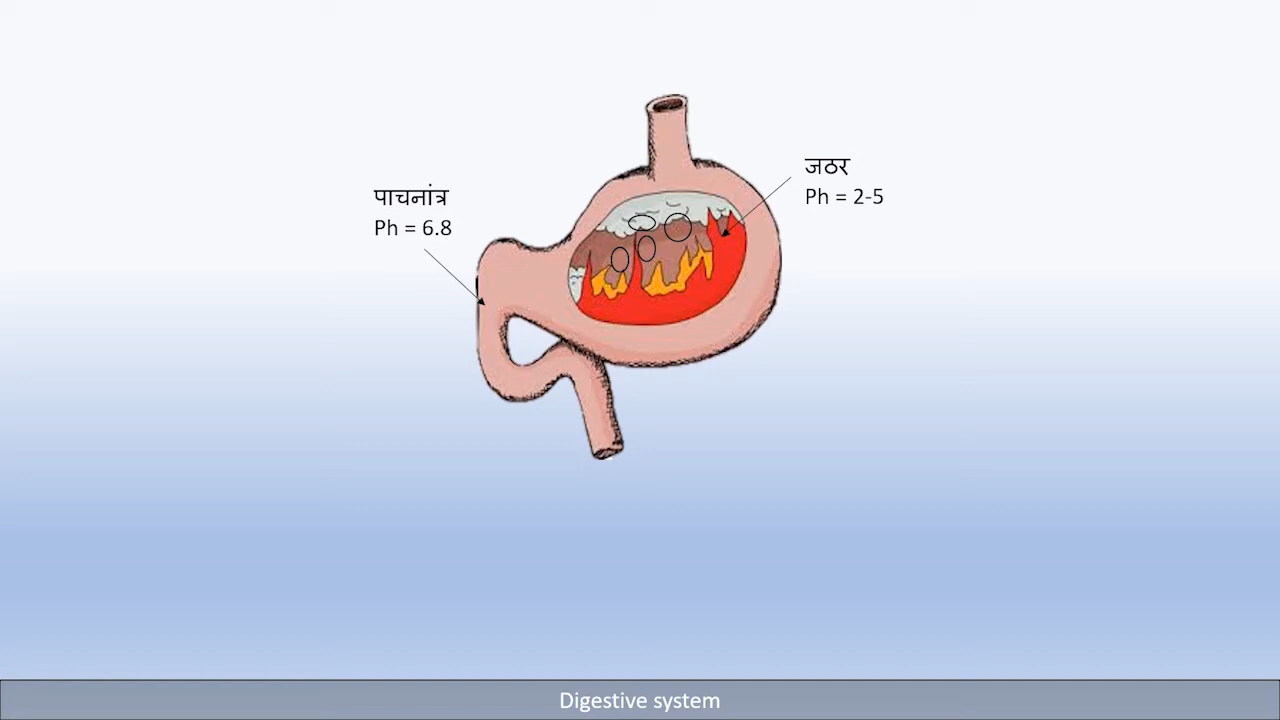 पाचनांत्र
Ph = 6.8
जठर
Ph = 2-5
Digestive system